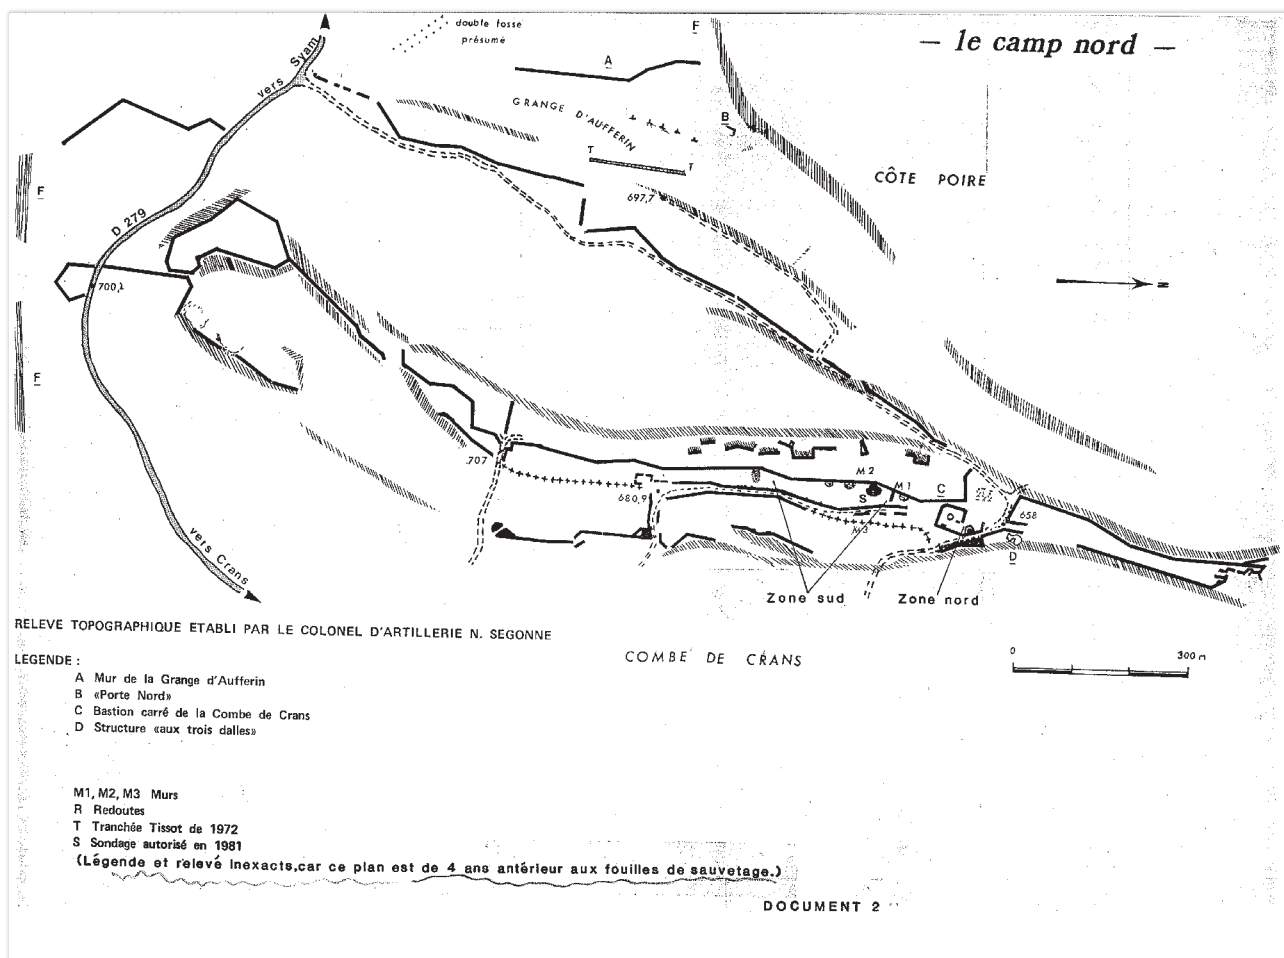 double fosse
présumé
F
— le camp nord —
vers Syam
A
GRANGE D'AUFFERIN
B
T
T
CÔTE POIRE
F
697,7
D 279
N
700,1
F
.707
M2
M1
C
680,9
S
658
M3
D
Zone sud
Zone nord
vers Crans
RELEVE TOPOGRAPHIQUE ETABLI PAR LE COLONEL D'ARTILLERIE N. SEGONNE
COMBE DE CRANS
0
300 m
LEGENDE :
A Mur de la Grange d'Aufferin
B «Porte Nord»
C Bastion carré de la Combe de Crans
D Structure «aux trois dalles»
M1, M2, M3 Murs
R Redoutes
T Tranchée Tissot de 1972
S Sondage autorisé en 1981
(Légende et relevé inexacts,car ce plan est de 4 ans antérieur aux fouilles de sauvetage.)
DOCUMENT 2